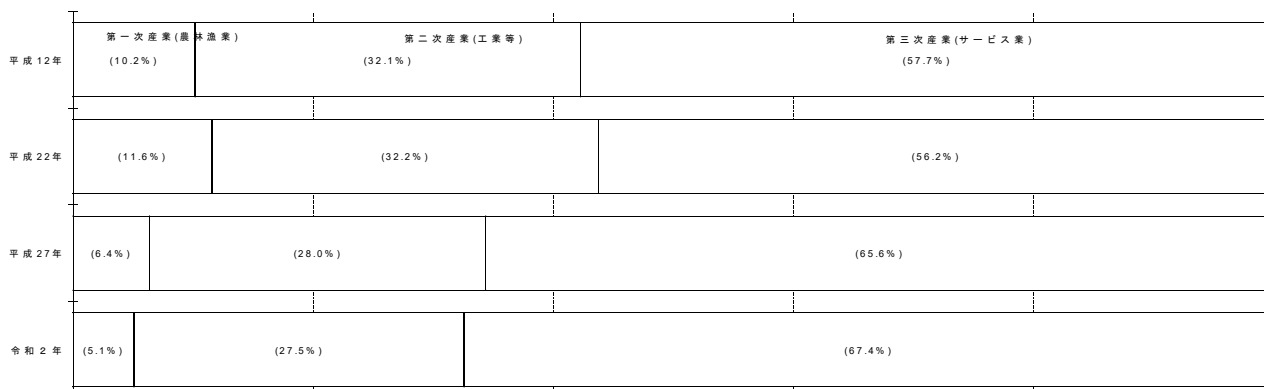 第一次産業(農林漁業)
第二次産業(工業等)
第三次産業(サービス業)
平成12年
(10.2%)
(32.1%)
(57.7%)
平成22年
(11.6%)
(32.2%)
(56.2%)
平成27年
(6.4%)
(28.0%)
(65.6%)
令和2年
(5.1%)
(27.5%)
(67.4%)